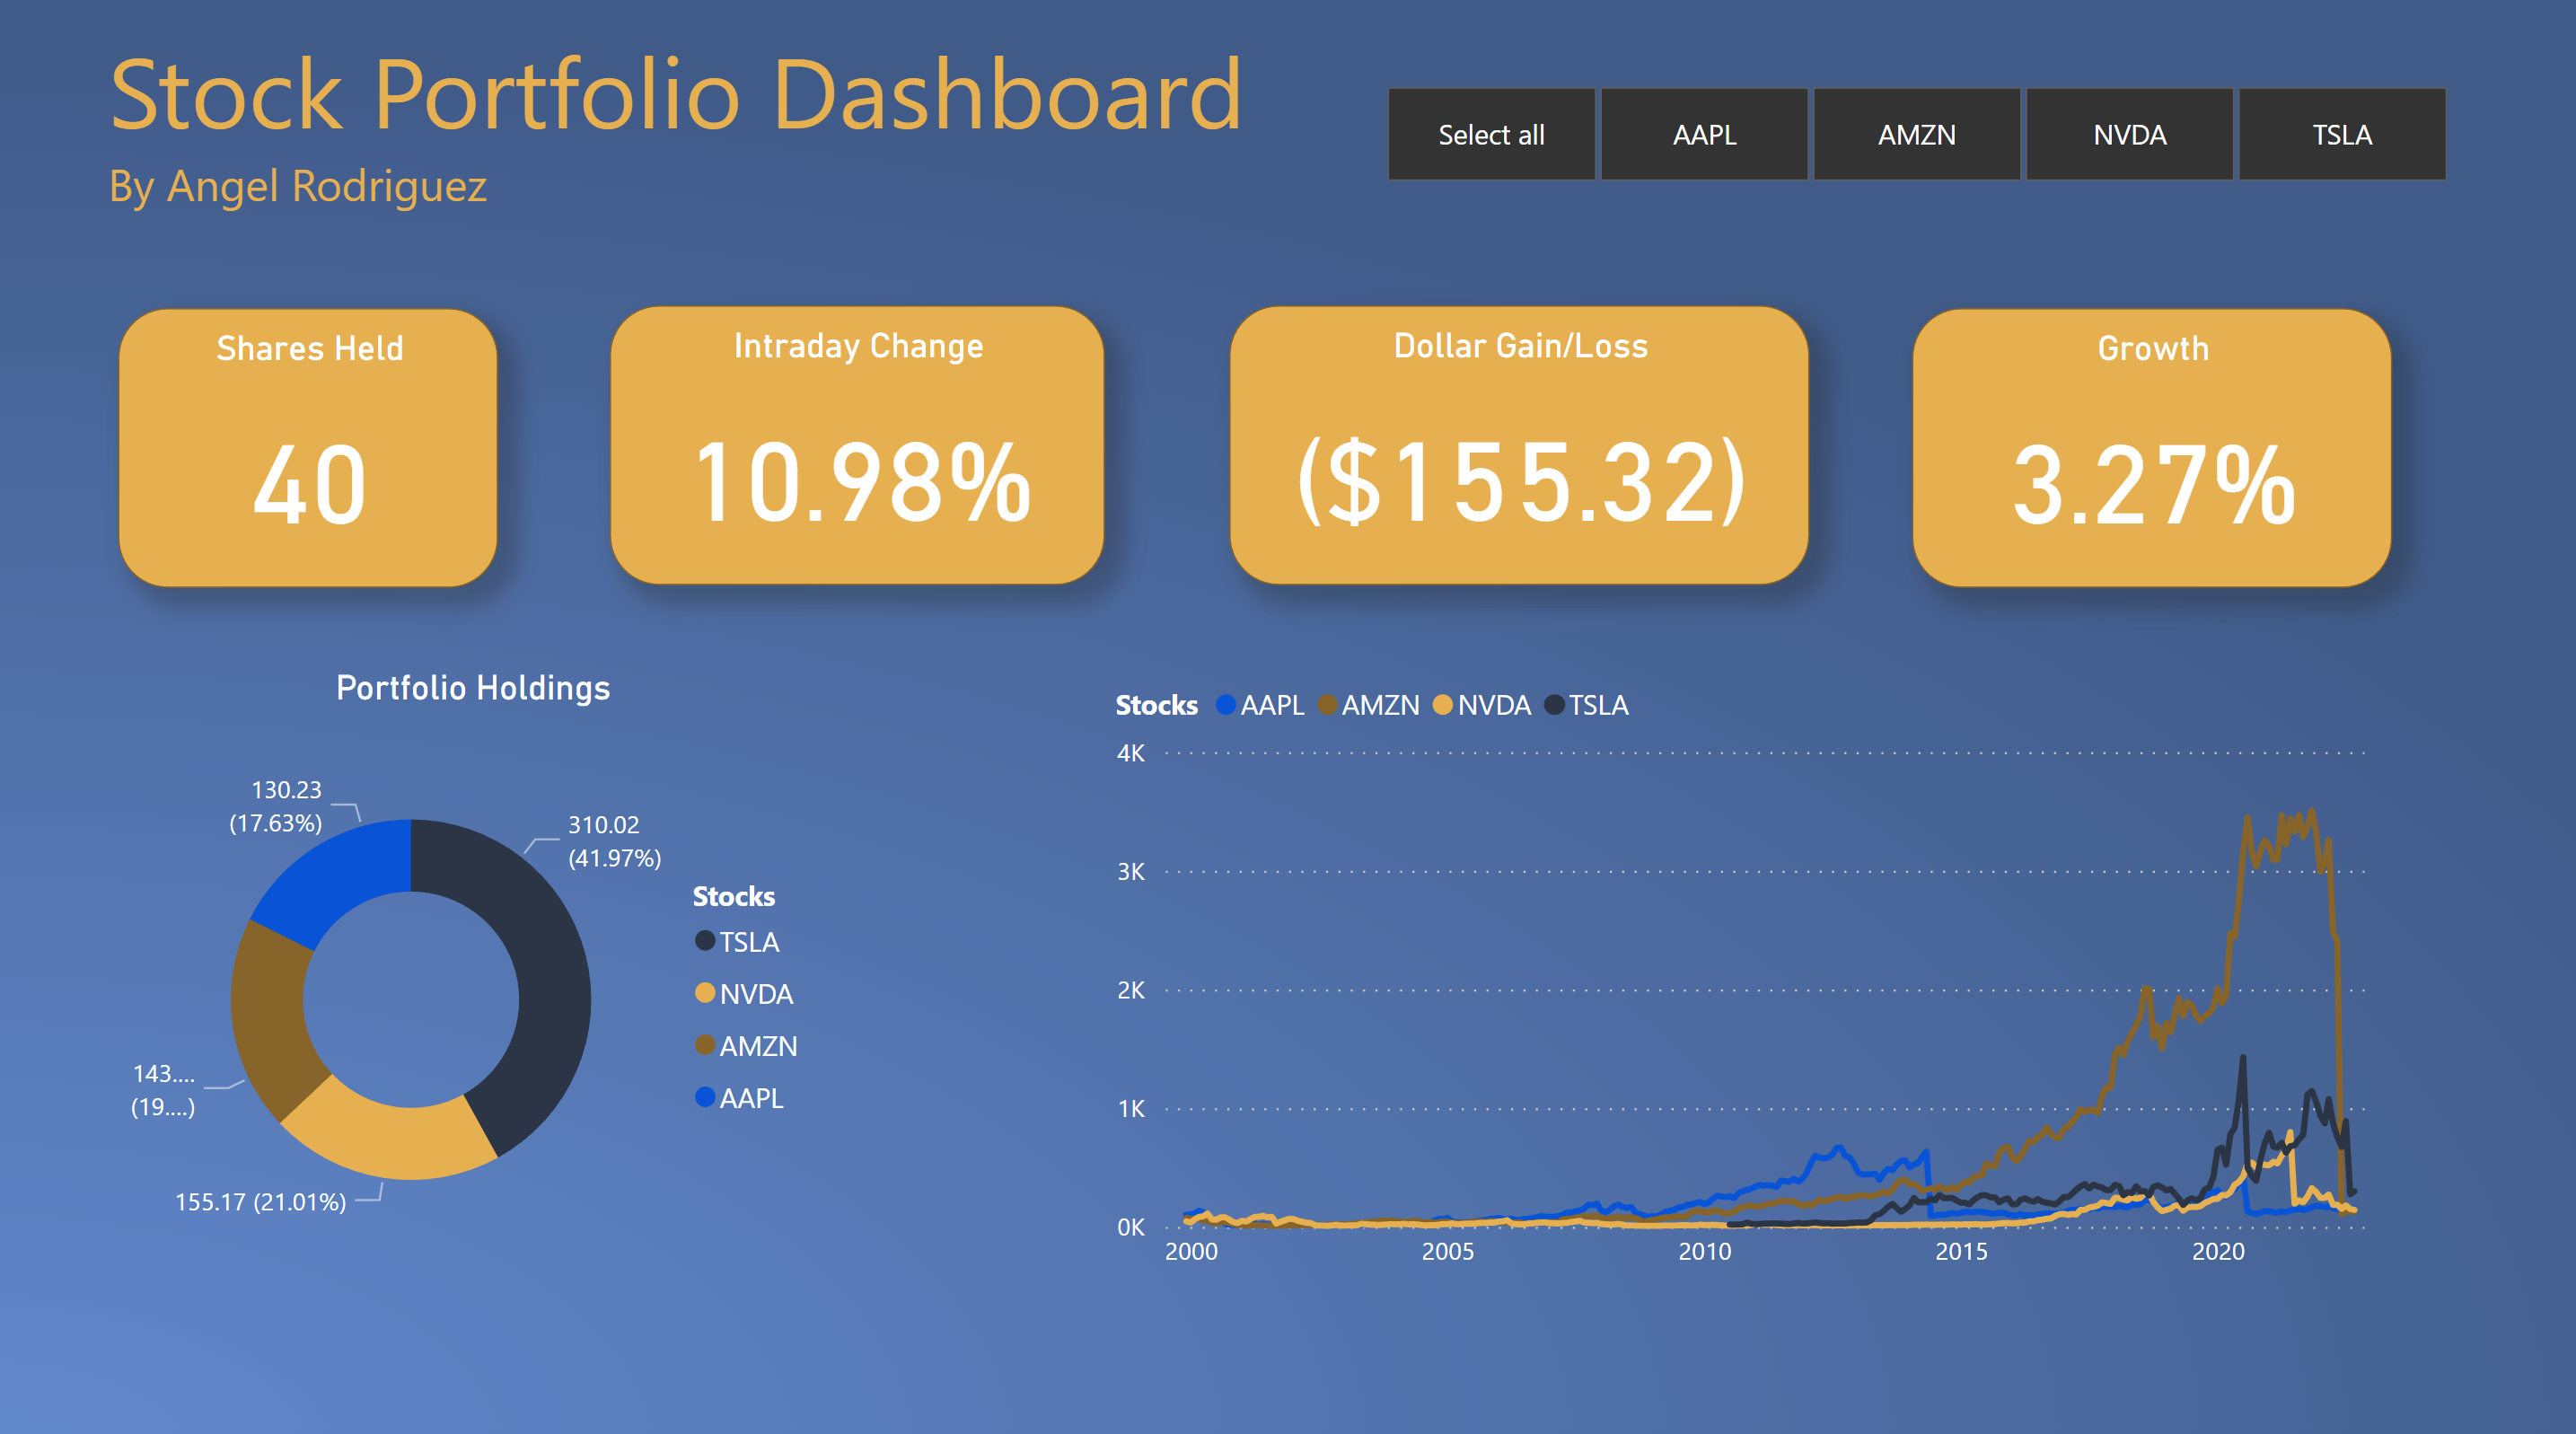 Stock Portfolio Dashboard
By Angel Rodriguez
Select all AAPL AMZN NVDA TSLA
Shares Held
40
Intraday Change
10.98%
Dollar Gain/Loss
($155.32)
Growth
3.27%
Portfolio Holdings
130.23
(17.63%)
310.02
(41.97%)
143....
(19....)
155.17 (21.01%)
Stocks
TSLA
NVDA
AMZN
AAPL
Stocks AAPL AMZN NVDA TSLA
4K
3K
2K
1K
0K
2000 2005 2010 2015 2020